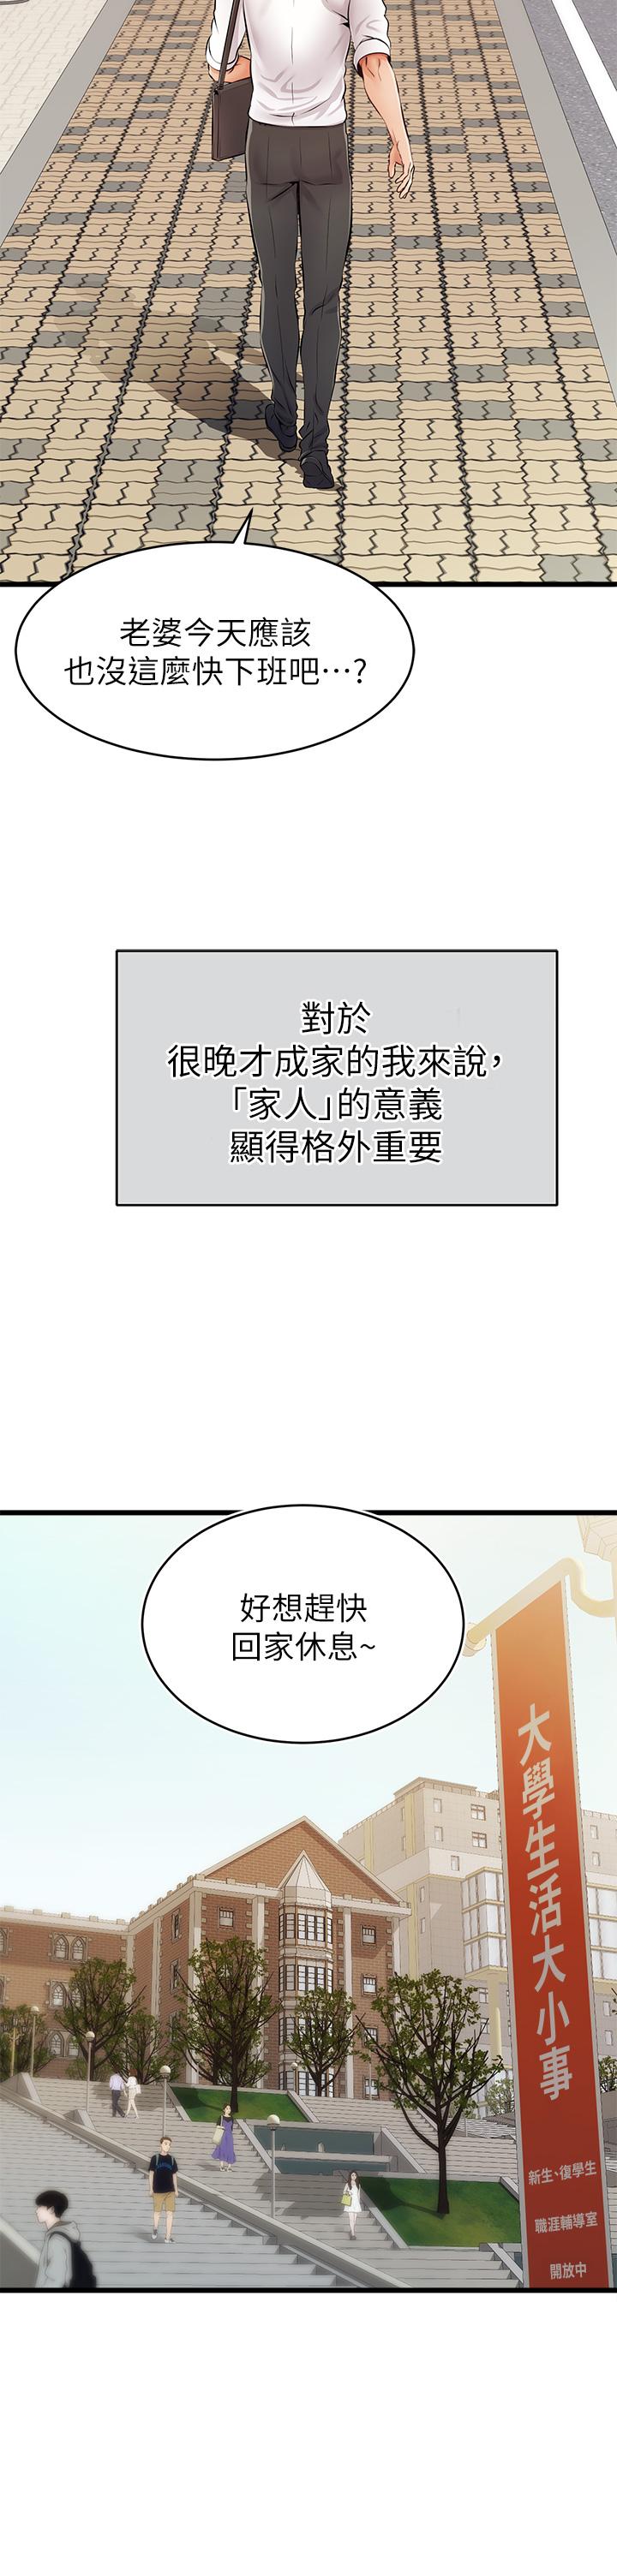 老婆今天應該
也沒這麼快下班吧⋯?
對於
很晚才成家的我來說，
「家人」的意義
顯得格外重要
好想趕快
回家休息~
大學生活大小事
新生、復學生
職涯輔導室
開放中